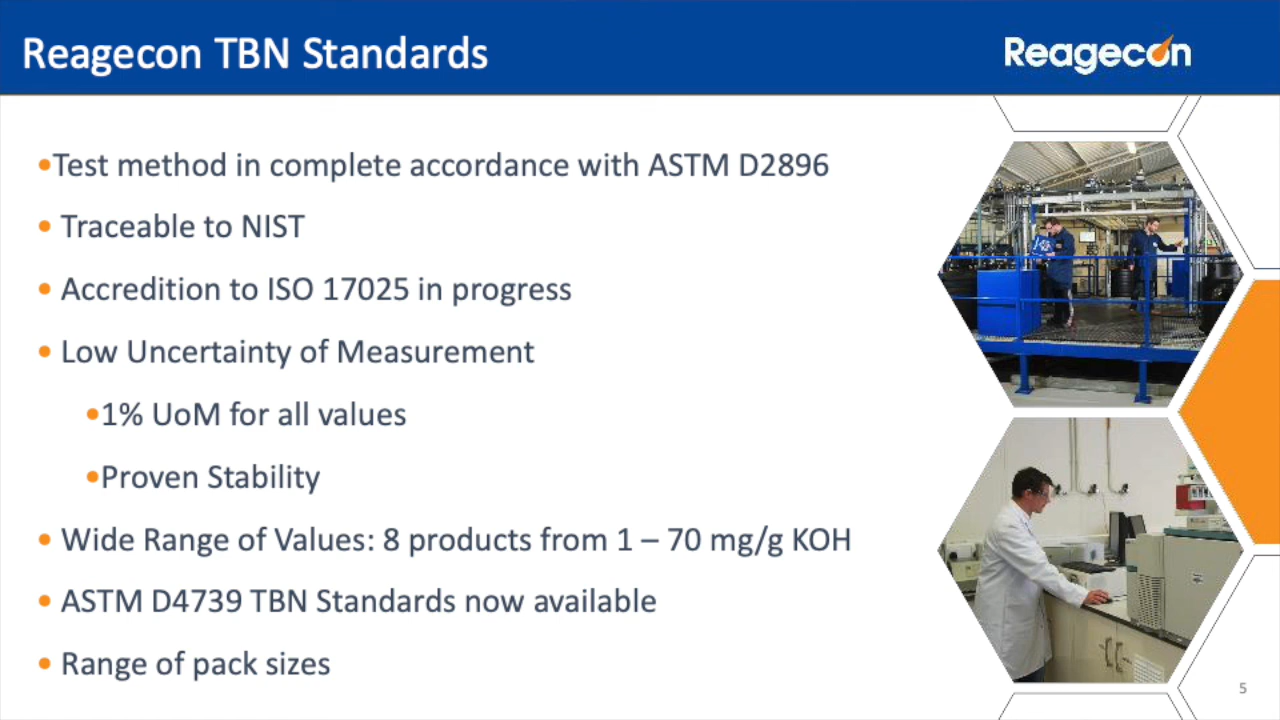 Reagecon TBN Standards
Reagecon
•Test method in complete accordance with ASTM D2896
• Traceable to NIST
• Accredition to ISO 17025 in progress
• Low Uncertainty of Measurement
•1% UoM for all values
•Proven Stability
• Wide Range of Values: 8 products from 1 – 70 mg/g KOH
• ASTM D4739 TBN Standards now available
• Range of pack sizes
5